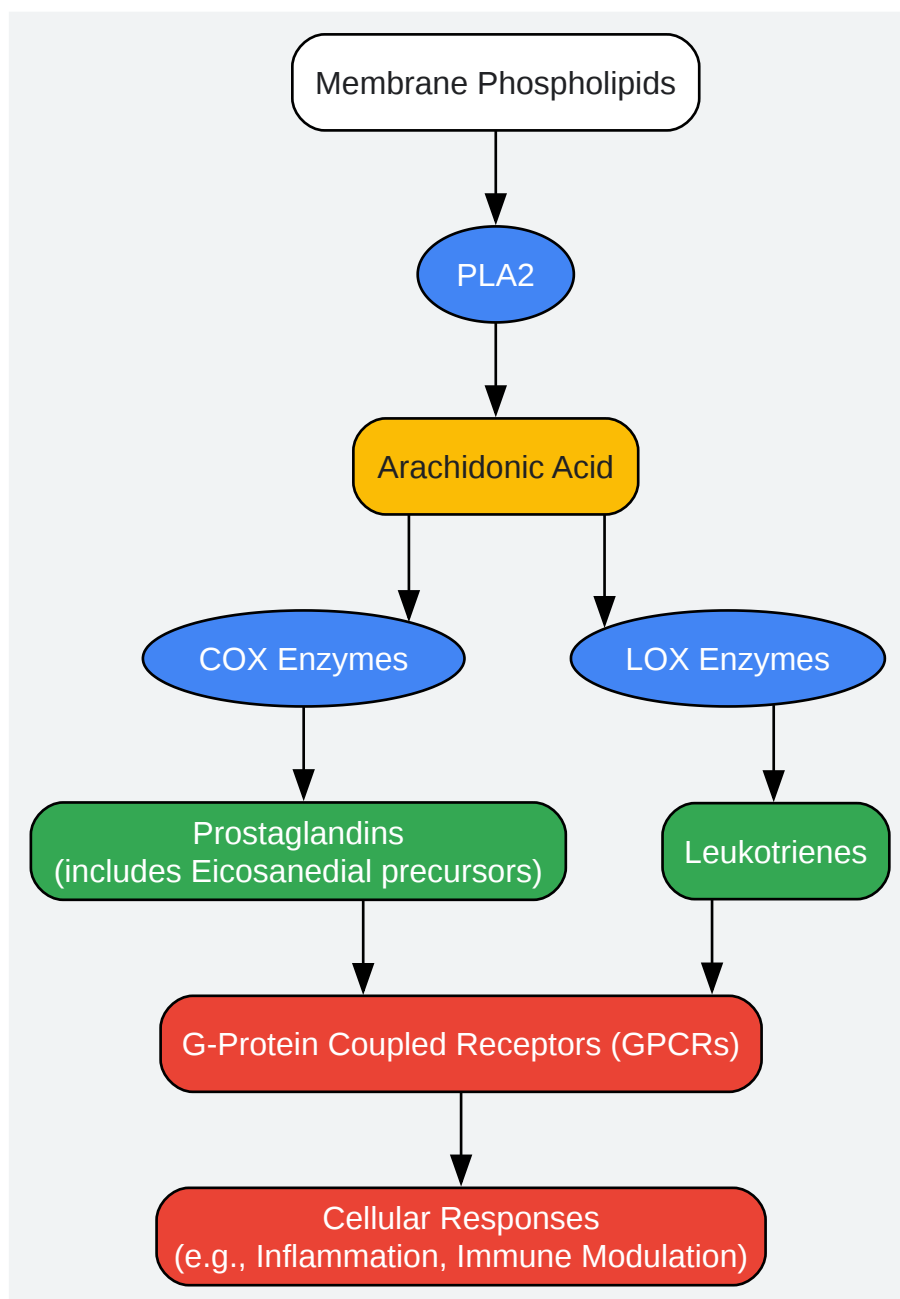 Membrane Phospholipids
PLA2
Arachidonic Acid
COX Enzymes
LOX Enzymes
Prostaglandins
(includes Eicosanedial precursors)
Leukotrienes
G-Protein Coupled Receptors (GPCRs)
Cellular Responses
(e.g., Inflammation, Immune Modulation)